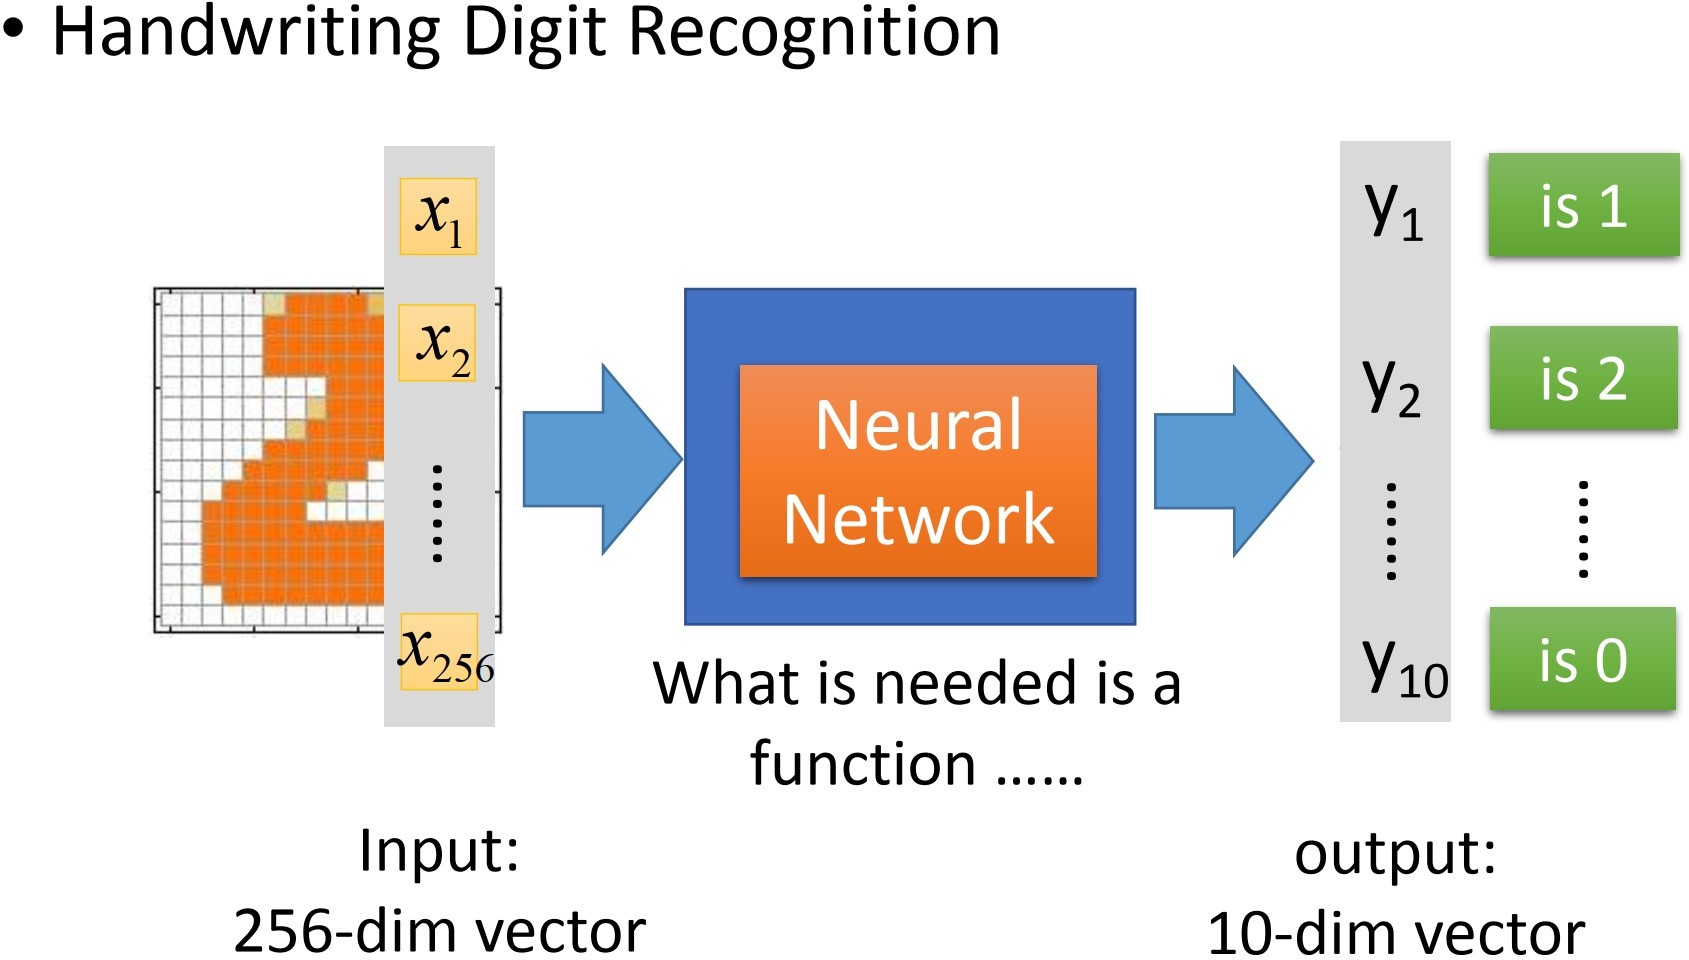 • Handwriting Digit Recognition
x₁
x₂
⋮
x₂₅₆
Neural
Network
What is needed is a
function ……
y₁
is 1
y₂
is 2
⋮
⋮
y₁₀
is 0
Input:
256-dim vector
output:
10-dim vector